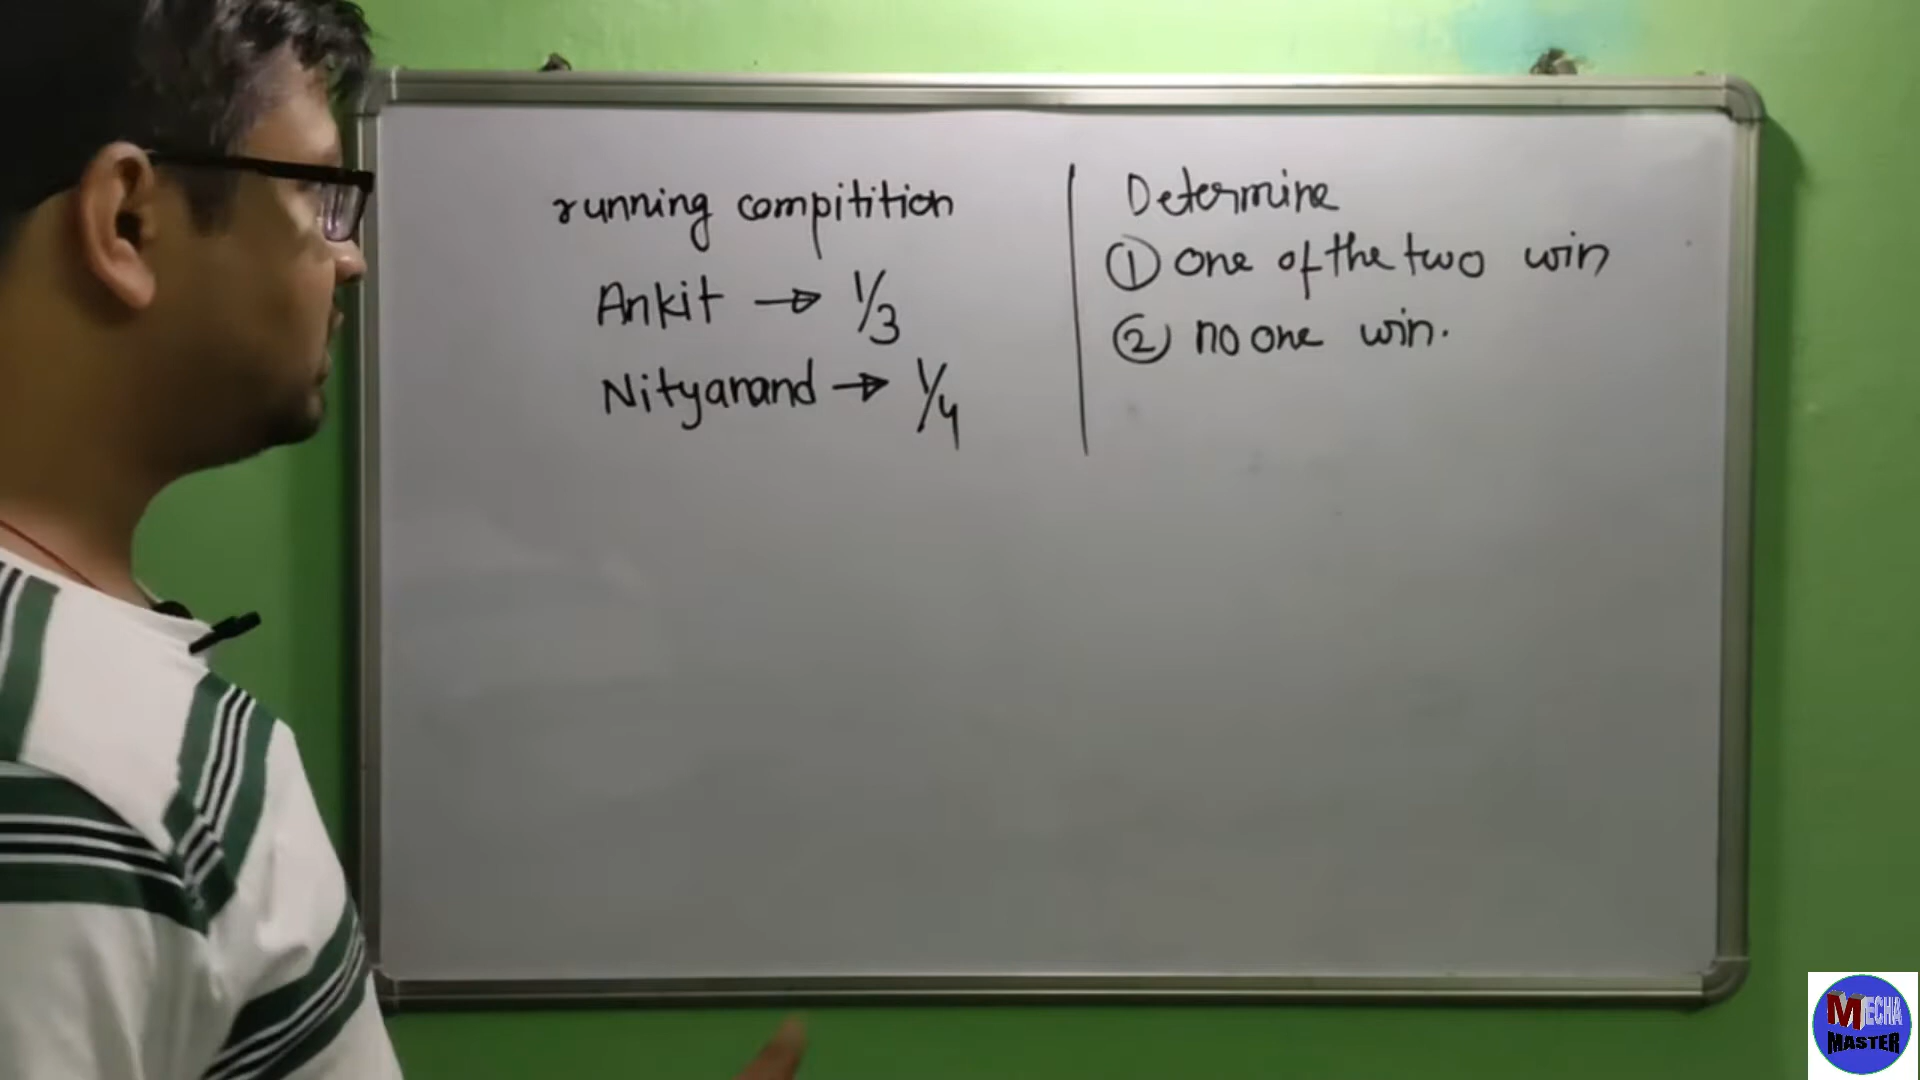 running compitition
Ankit → 1/3
Nityanand → 1/4
Determine
① one of the two win
② no one win.
MECHA
MASTER